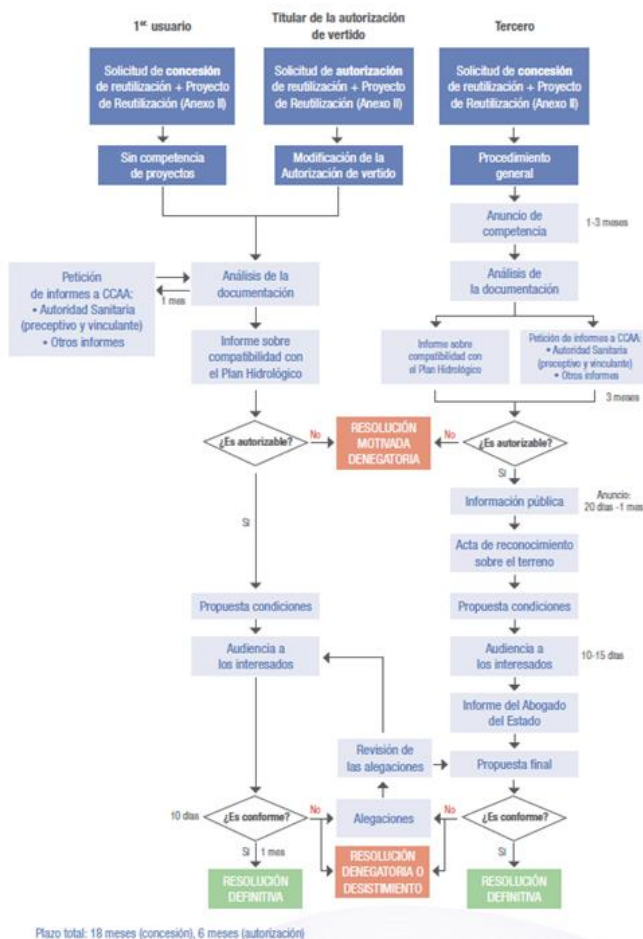 1er usuario
Titular de la autorización
de vertido
Tercero
Solicitud de concesión
de reutilización + Proyecto
de Reutilización (Anexo II)
Solicitud de autorización
de reutilización + Proyecto
de Reutilización (Anexo II)
Solicitud de concesión
de reutilización + Proyecto
de Reutilización (Anexo II)
Sin competencia
de proyectos
Modificación de la
Autorización de vertido
Procedimiento
general
Anuncio de
competencia
1-3 meses
Petición
de informes a CCAA:
• Autoridad Sanitaria
(preceptivo y vinculante)
• Otros informes
1 mes
Análisis de la
documentación
Análisis de
la documentación
Informe sobre
compatibilidad con
el Plan Hidrológico
Informe sobre
compatibilidad con
el Plan Hidrológico
Petición de informes a CCAA:
• Autoridad Sanitaria
(preceptivo y vinculante)
• Otros informes
3 meses
¿Es autorizable?
No
RESOLUCIÓN
MOTIVADA
DENEGATORIA
No
¿Es autorizable?
Sí
Sí
Información pública
Anuncio:
20 días -1 mes
Acta de reconocimiento
sobre el terreno
Propuesta condiciones
Propuesta condiciones
Audiencia a
los interesados
Audiencia a
los interesados
10-15 días
Informe del Abogado
del Estado
Revisión de
las alegaciones
Propuesta final
10 días
¿Es conforme?
No
Alegaciones
No
¿Es conforme?
Sí
1 mes
RESOLUCIÓN
DENEGATORIA O
DESISTIMIENTO
Sí
RESOLUCIÓN
DEFINITIVA
RESOLUCIÓN
DEFINITIVA
Plazo total: 18 meses (concesión), 6 meses (autorización)